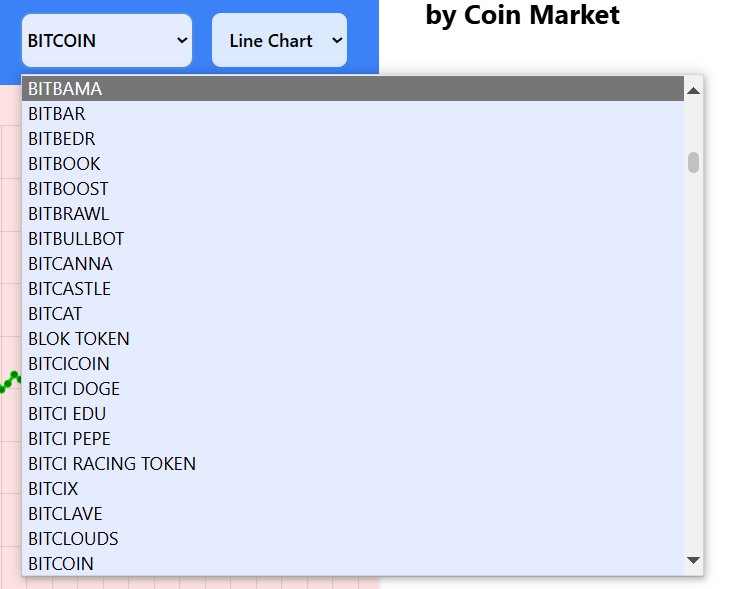 by Coin Market
BITCOIN
Line Chart
BITBAMA
BITBAR
BITBEDR
BITBOOK
BITBOOST
BITBRAWL
BITBULLBOT
BITCANNA
BITCASTLE
BITCAT
BLOK TOKEN
BITCICOIN
BITCI DOGE
BITCI EDU
BITCI PEPE
BITCI RACING TOKEN
BITCIX
BITCLAVE
BITCLOUDS
BITCOIN